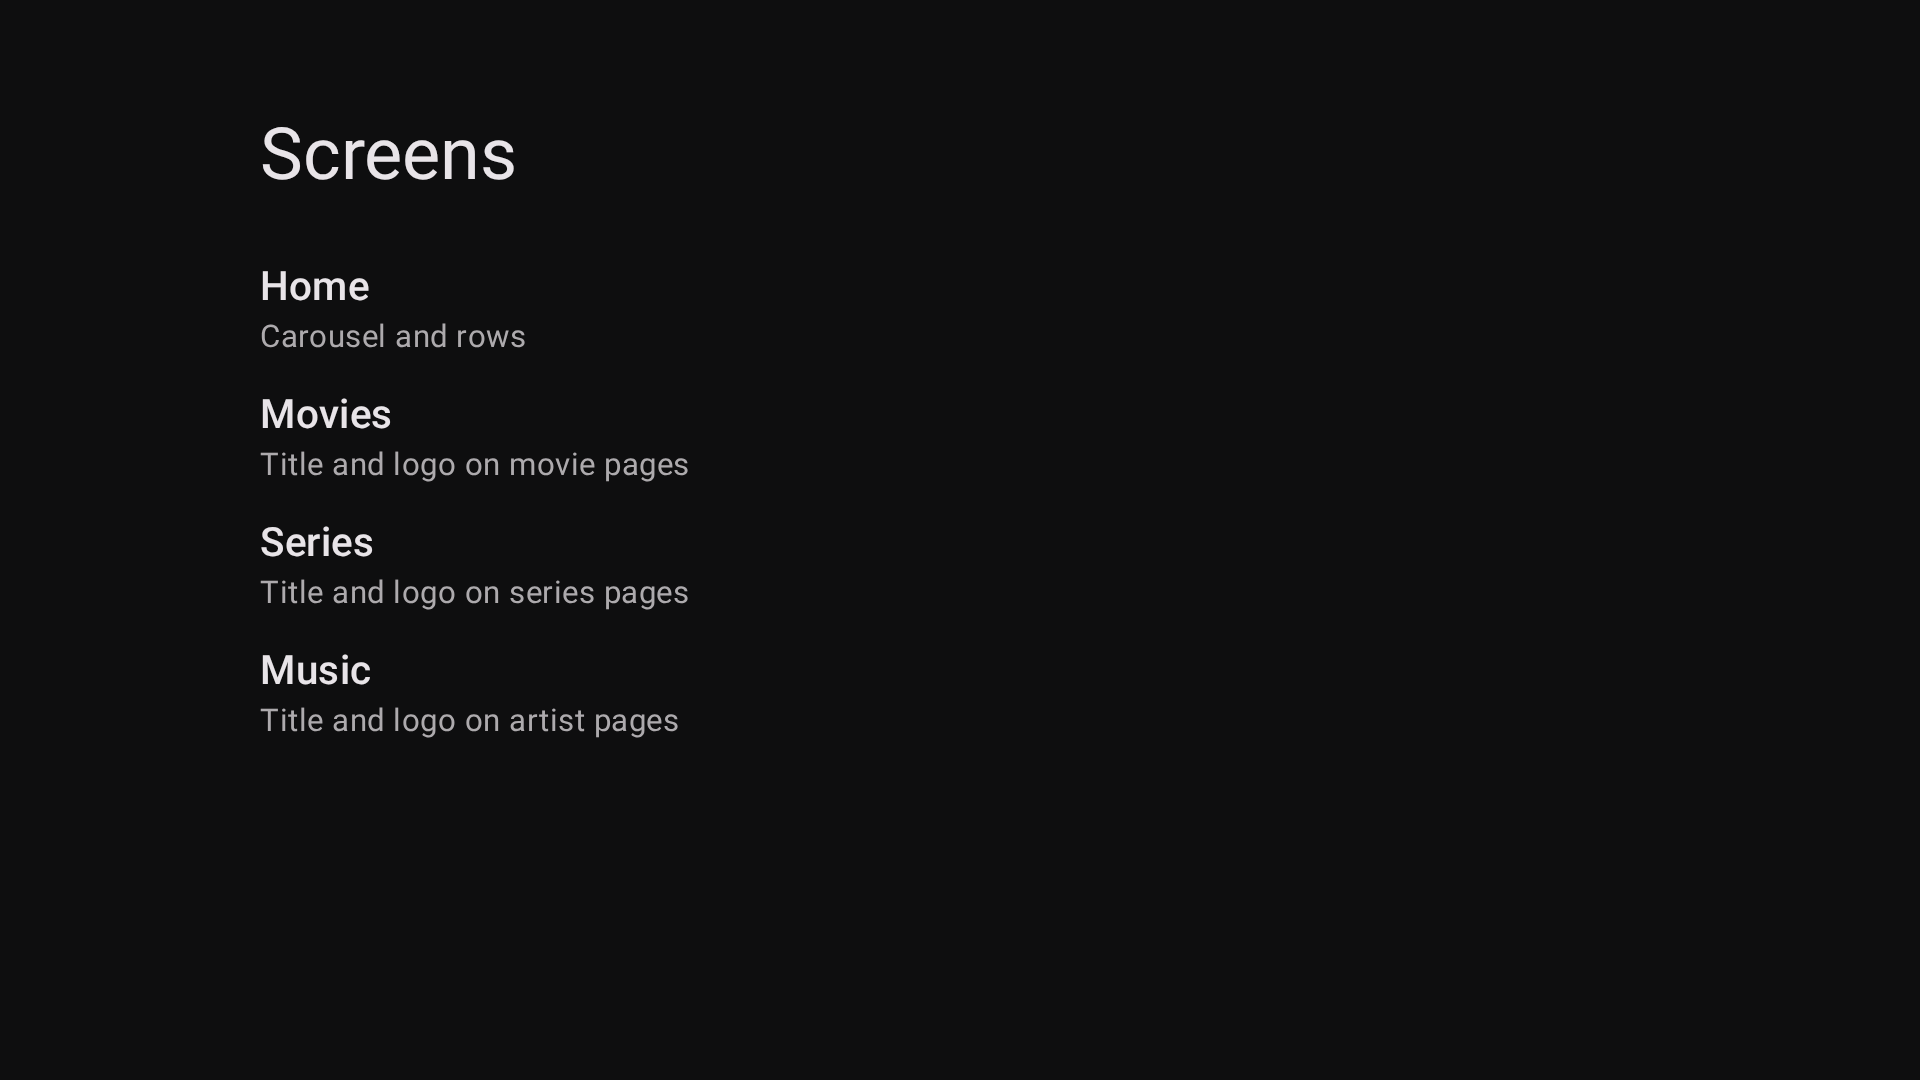 Screens
Home
Carousel and rows
Movies
Title and logo on movie pages
Series
Title and logo on series pages
Music
Title and logo on artist pages